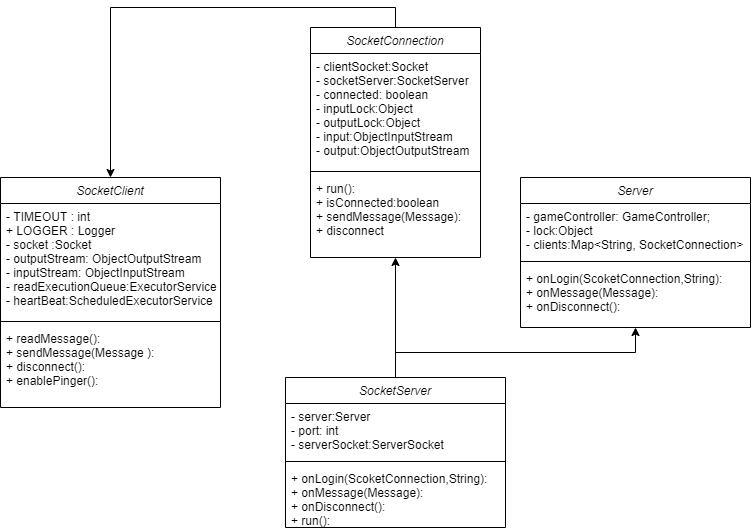 SocketConnection
- clientSocket:Socket
- socketServer:SocketServer
- connected: boolean
- inputLock:Object
- outputLock:Object
- input:ObjectInputStream
- output:ObjectOutputStream
+ run():
+ isConnected:boolean
+ sendMessage(Message):
+ disconnect
SocketClient
- TIMEOUT : int
+ LOGGER : Logger
- socket :Socket
- outputStream: ObjectOutputStream
- inputStream: ObjectInputStream
- readExecutionQueue:ExecutorService
- heartBeat:ScheduledExecutorService
+ readMessage():
+ sendMessage(Message ):
+ disconnect():
+ enablePinger():
Server
- gameController: GameController;
- lock:Object
- clients:Map<String, SocketConnection>
+ onLogin(ScoketConnection,String):
+ onMessage(Message):
+ onDisconnect():
SocketServer
- server:Server
- port: int
- serverSocket:ServerSocket
+ onLogin(ScoketConnection,String):
+ onMessage(Message):
+ onDisconnect():
+ run():